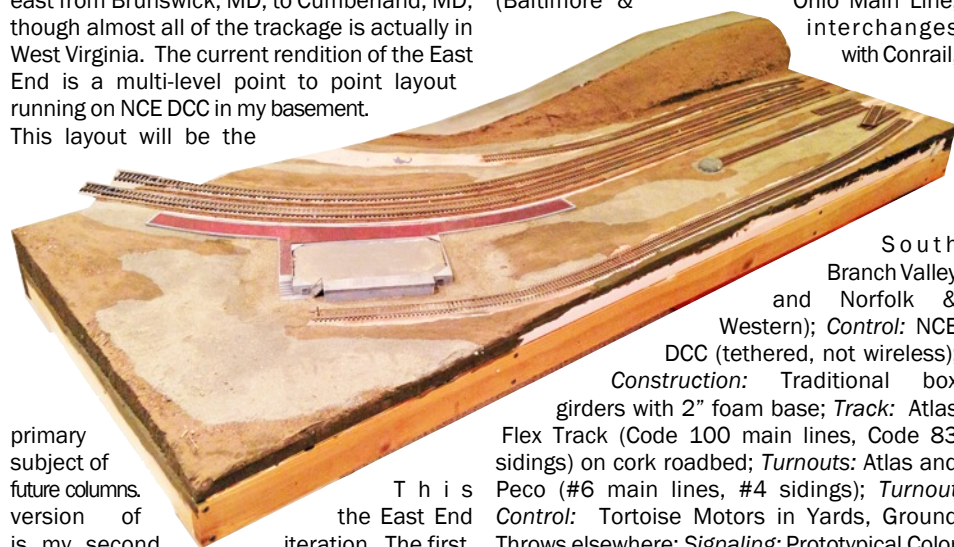 east from Brunswick, MD, to Cumberland, MD,
though almost all of the trackage is actually in
West Virginia. The current rendition of the East
End is a multi-level point to point layout
running on NCE DCC in my basement.
This layout will be the
primary
subject of
future columns. This
version of the East End
is my second iteration. The first
(Baltimore & Ohio Main Line,
interchanges
with Conrail,
South
Branch Valley
and Norfolk &
Western); Control: NCE
DCC (tethered, not wireless);
Construction: Traditional box
girders with 2” foam base; Track: Atlas
Flex Track (Code 100 main lines, Code 83
sidings) on cork roadbed; Turnouts: Atlas and
Peco (#6 main lines, #4 sidings); Turnout
Control: Tortoise Motors in Yards, Ground
Throws elsewhere; Signaling: Prototypical Color